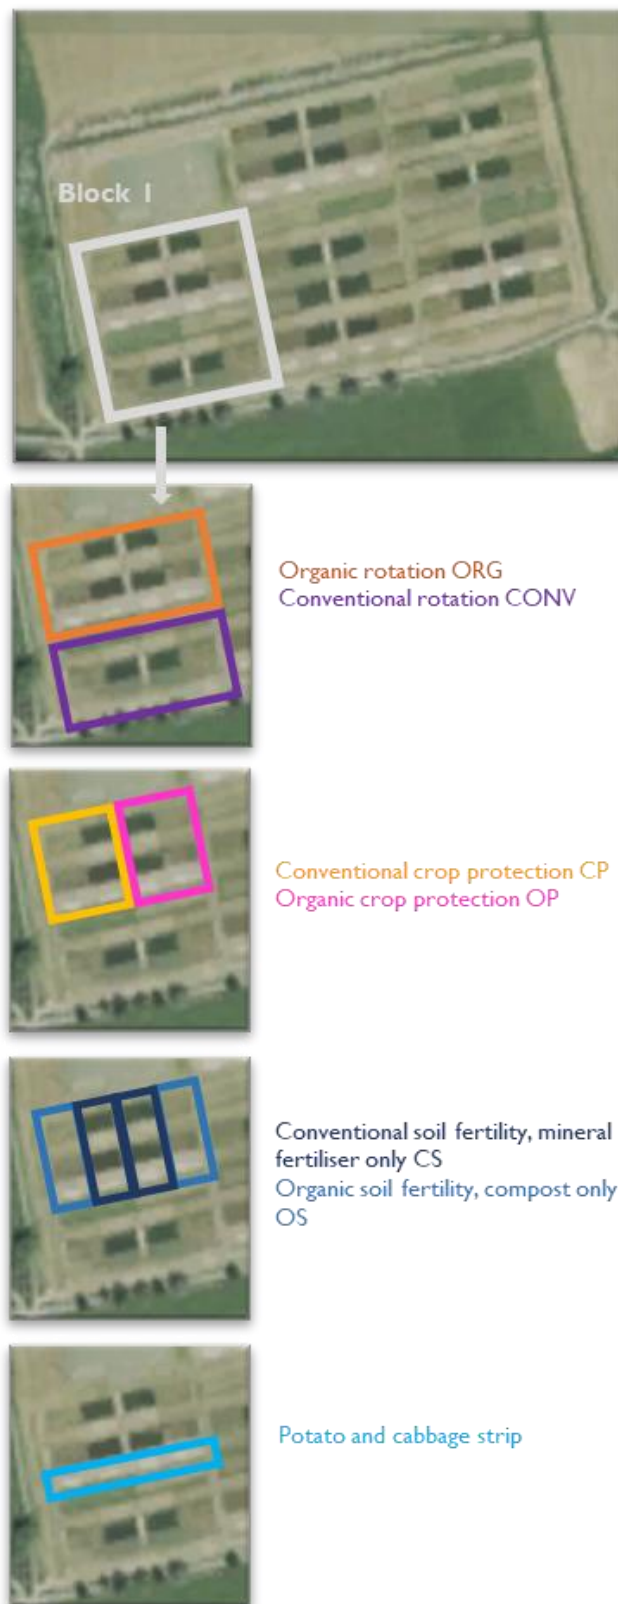 Block 1
Organic rotation ORG
Conventional rotation CONV
Conventional crop protection CP
Organic crop protection OP
Conventional soil fertility, mineral
fertiliser only CS
Organic soil fertility, compost only
OS
Potato and cabbage strip